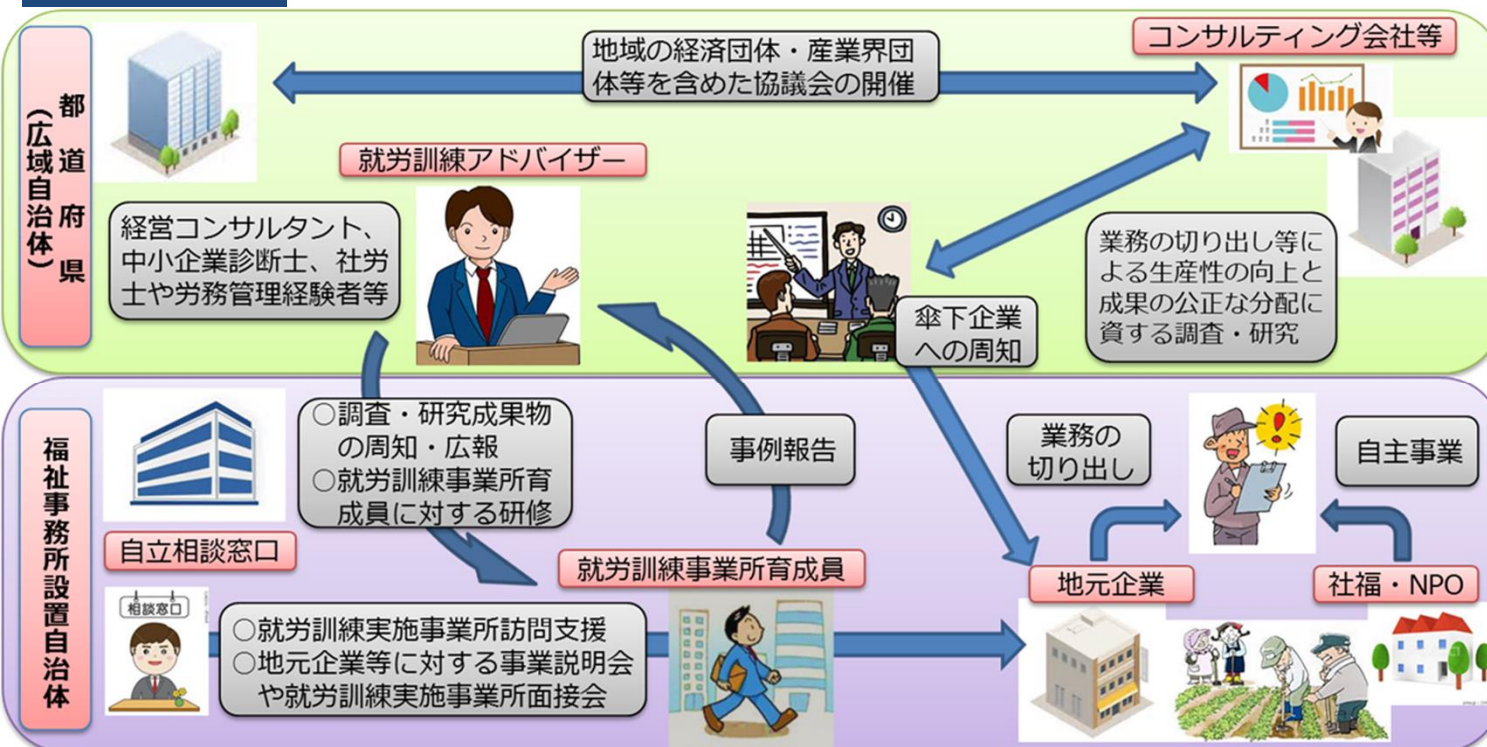 都道府県
（広域自治体）
地域の経済団体・産業界団
体等を含めた協議会の開催
コンサルティング会社等
就労訓練アドバイザー
経営コンサルタント、
中小企業診断士、社労
士や労務管理経験者等
業務の切り出し等に
よる生産性の向上と
成果の公正な分配に
資する調査・研究
傘下企業
への周知
福祉事務所設置自治体
○調査・研究成果物
の周知・広報
○就労訓練事業所育
成員に対する研修
事例報告
業務の
切り出し
自主事業
自立相談窓口
就労訓練事業所育成員
地元企業
社福・NPO
相談窓口
○就労訓練実施事業所訪問支援
○地元企業等に対する事業説明会
や就労訓練実施事業所面接会